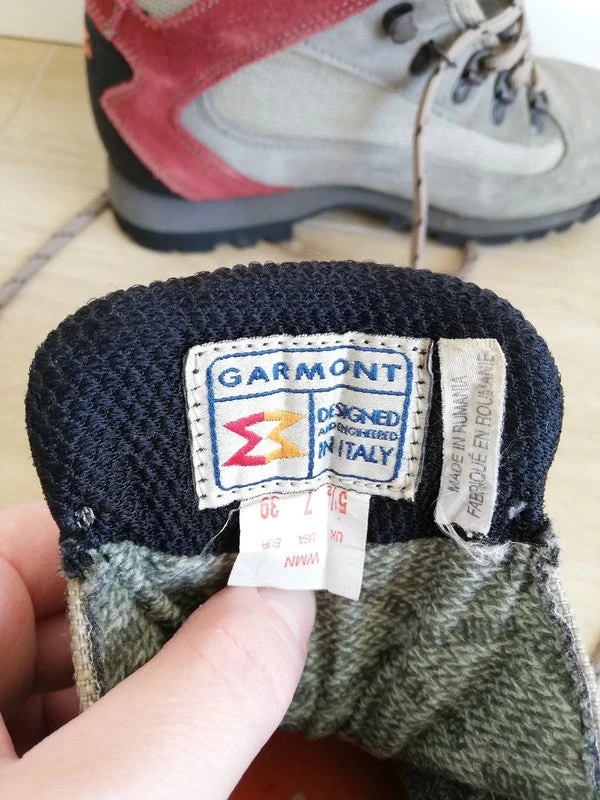 GARMONT
DESIGNED
AND ENGINEERED
IN ITALY
MADE IN ROMANIA
FABRIQUÉ EN ROUMANIE
WMN
UK USA EUR
5½ 7 39